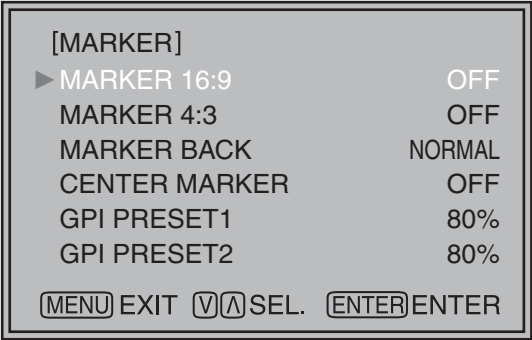 [MARKER]
▶MARKER 16:9 OFF
MARKER 4:3 OFF
MARKER BACK NORMAL
CENTER MARKER OFF
GPI PRESET1 80%
GPI PRESET2 80%
MENU EXIT ∨ ∧ SEL. ENTER ENTER